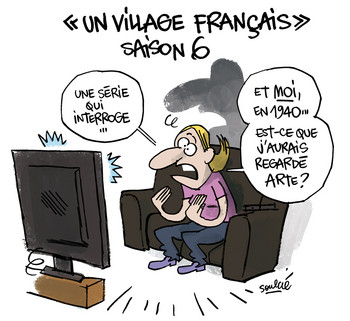 « UN VILLAGE FRANÇAIS »
SAISON 6
UNE SÉRIE
QUI
INTERROGE
...
ET MOI,
EN 1940...
EST-CE QUE
J'AURAIS
REGARDÉ
ARTE?
Soulcié